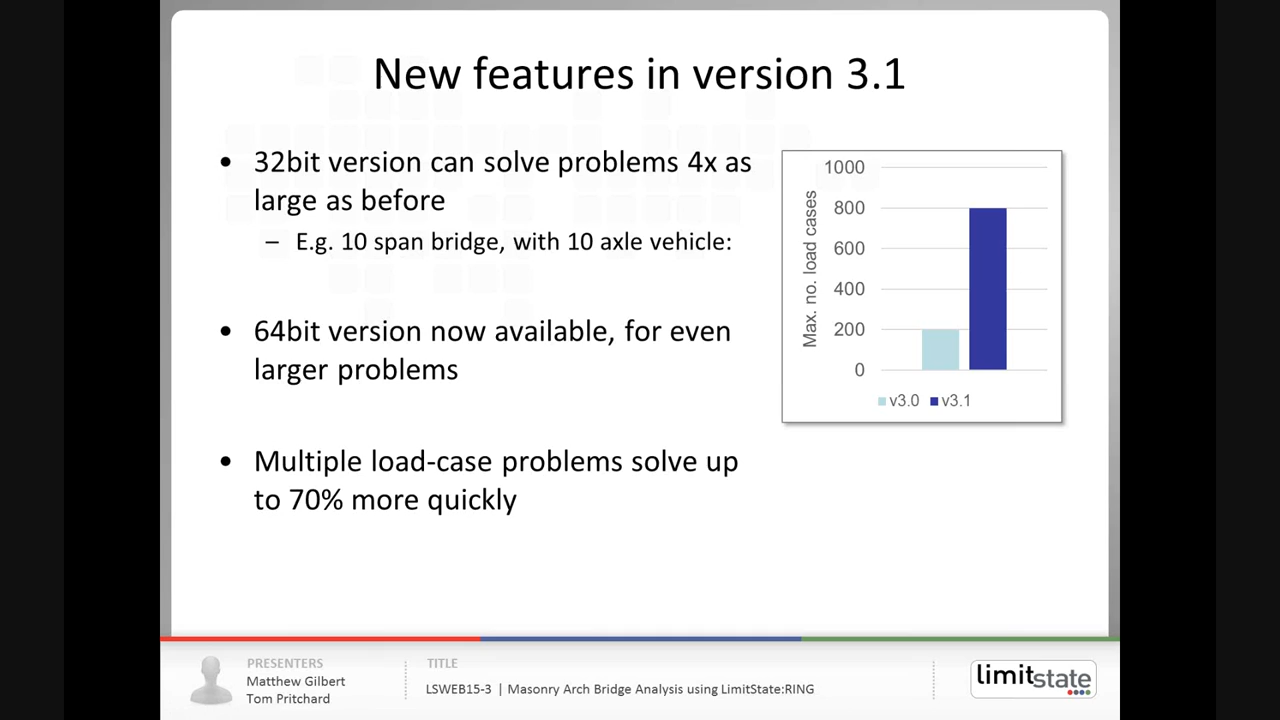 New features in version 3.1
• 32bit version can solve problems 4x as
large as before
– E.g. 10 span bridge, with 10 axle vehicle:
• 64bit version now available, for even
larger problems
• Multiple load-case problems solve up
to 70% more quickly
Max. no. load cases
1000
800
600
400
200
0
v3.0 v3.1
PRESENTERS
Matthew Gilbert
Tom Pritchard
TITLE
LSWEB15-3 | Masonry Arch Bridge Analysis using LimitState:RING
limitstate